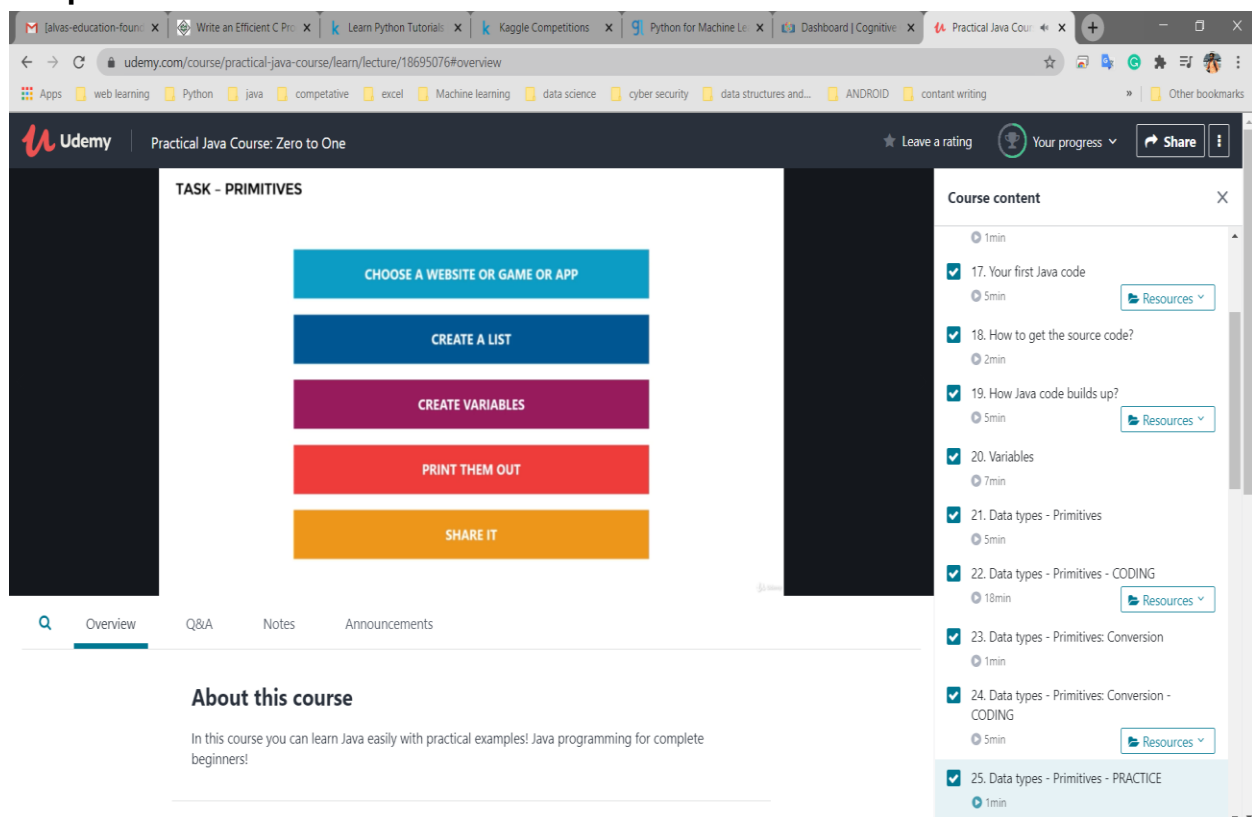 [alvas-education-found
Write an Efficient C Pro
Learn Python Tutorials
Kaggle Competitions
Python for Machine Le
Dashboard | Cognitive
Practical Java Cour
udemy.com/course/practical-java-course/learn/lecture/18695076#overview
Apps web learning Python java competative excel Machine learning data science cyber security data structures and... ANDROID contant writing » Other bookmarks
Udemy Practical Java Course: Zero to One Leave a rating Your progress Share
TASK - PRIMITIVES
CHOOSE A WEBSITE OR GAME OR APP
CREATE A LIST
CREATE VARIABLES
PRINT THEM OUT
SHARE IT
Overview Q&A Notes Announcements
About this course
In this course you can learn Java easily with practical examples! Java programming for complete
beginners!
Course content
1min
17. Your first Java code
5min Resources
18. How to get the source code?
2min
19. How Java code builds up?
5min Resources
20. Variables
7min
21. Data types - Primitives
5min
22. Data types - Primitives - CODING
18min Resources
23. Data types - Primitives: Conversion
1min
24. Data types - Primitives: Conversion -
CODING
5min Resources
25. Data types - Primitives - PRACTICE
1min